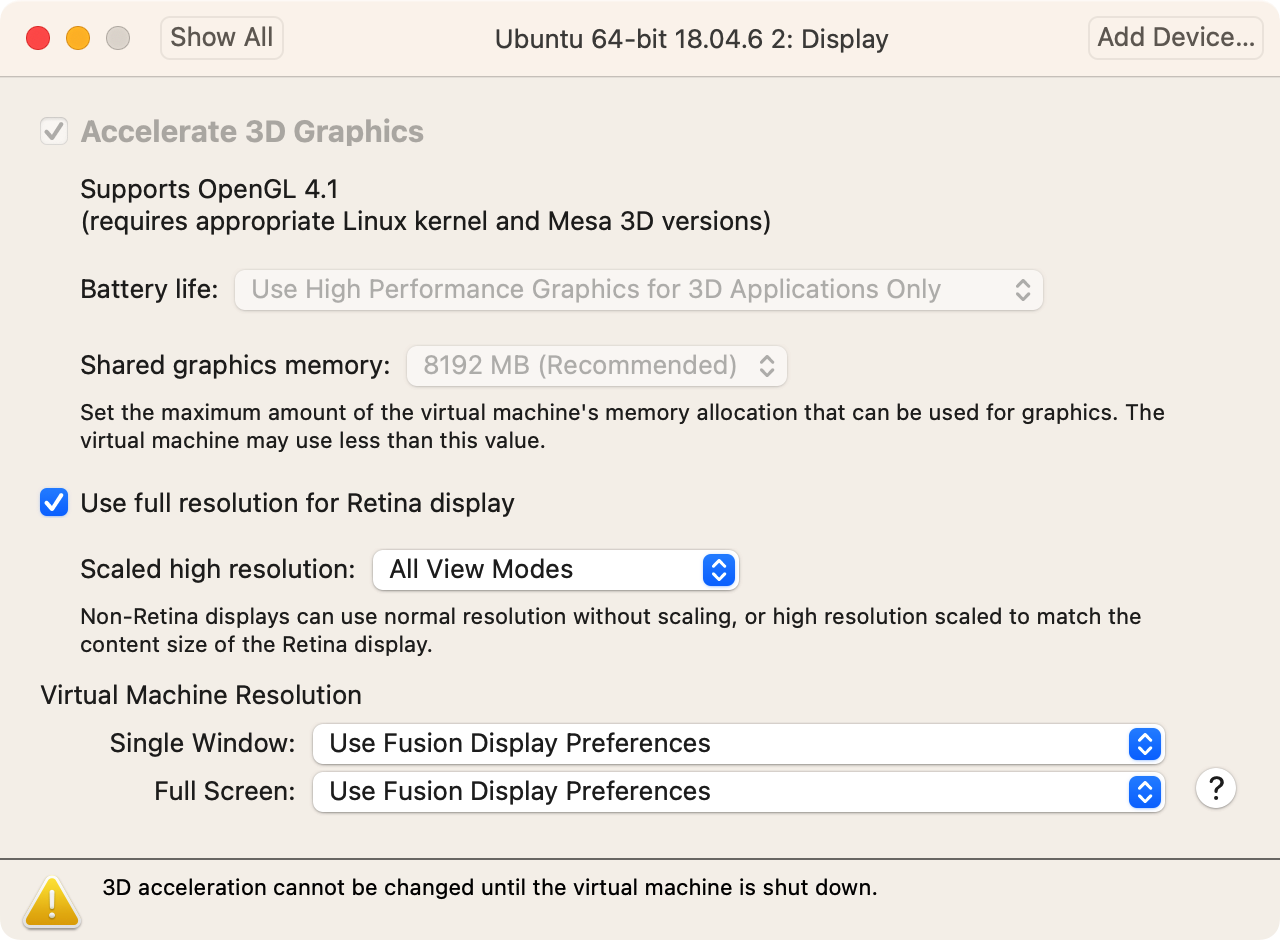 Show All
Ubuntu 64-bit 18.04.6 2: Display
Add Device...
Accelerate 3D Graphics
Supports OpenGL 4.1
(requires appropriate Linux kernel and Mesa 3D versions)
Battery life: Use High Performance Graphics for 3D Applications Only
Shared graphics memory: 8192 MB (Recommended)
Set the maximum amount of the virtual machine's memory allocation that can be used for graphics. The
virtual machine may use less than this value.
Use full resolution for Retina display
Scaled high resolution: All View Modes
Non-Retina displays can use normal resolution without scaling, or high resolution scaled to match the
content size of the Retina display.
Virtual Machine Resolution
Single Window: Use Fusion Display Preferences
Full Screen: Use Fusion Display Preferences
?
3D acceleration cannot be changed until the virtual machine is shut down.